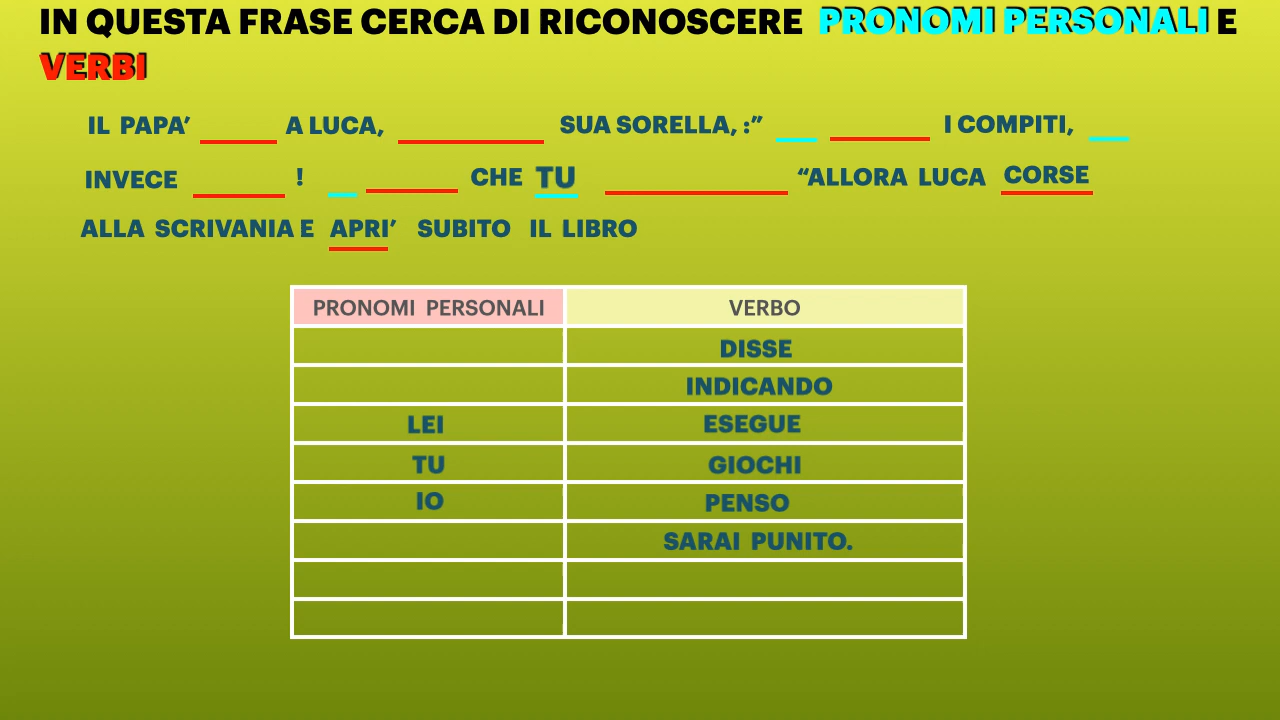 IN QUESTA FRASE CERCA DI RICONOSCERE PRONOMI PERSONALI E
VERBI
IL PAPA' A LUCA, SUA SORELLA, :” I COMPITI,
INVECE ! CHE TU “ALLORA LUCA CORSE
ALLA SCRIVANIA E APRI’ SUBITO IL LIBRO
PRONOMI PERSONALI VERBO
DISSE
INDICANDO
LEI ESEGUE
TU GIOCHI
IO PENSO
SARAI PUNITO.